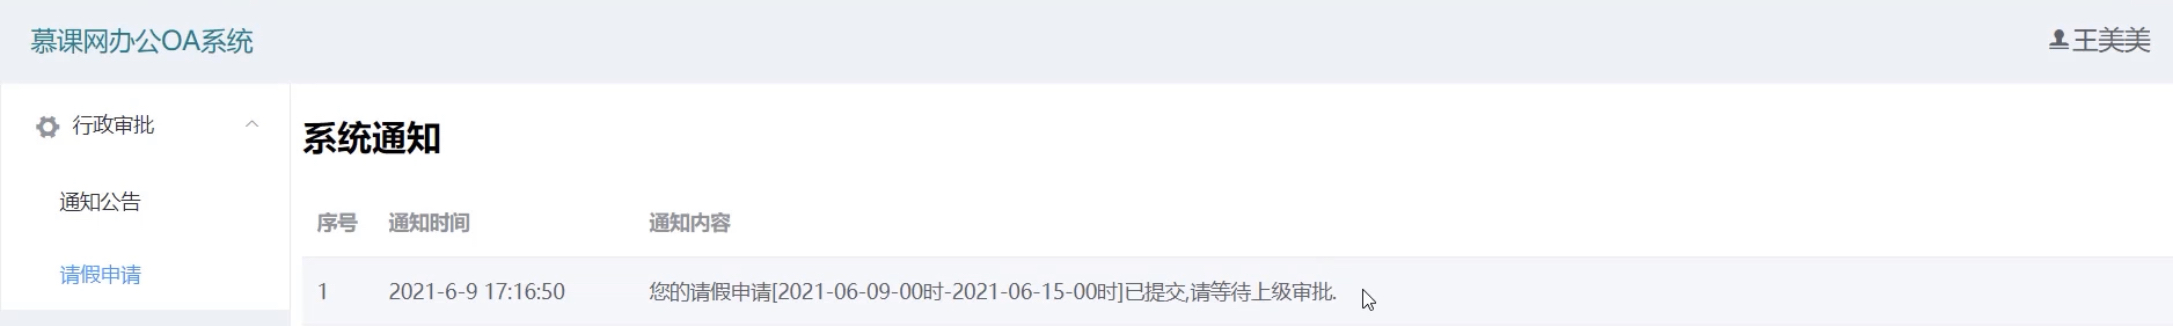 慕课网办公OA系统
王美美
行政审批
系统通知
通知公告
序号 通知时间 通知内容
请假申请
1 2021-6-9 17:16:50 您的请假申请[2021-06-09-00时-2021-06-15-00时]已提交,请等待上级审批.